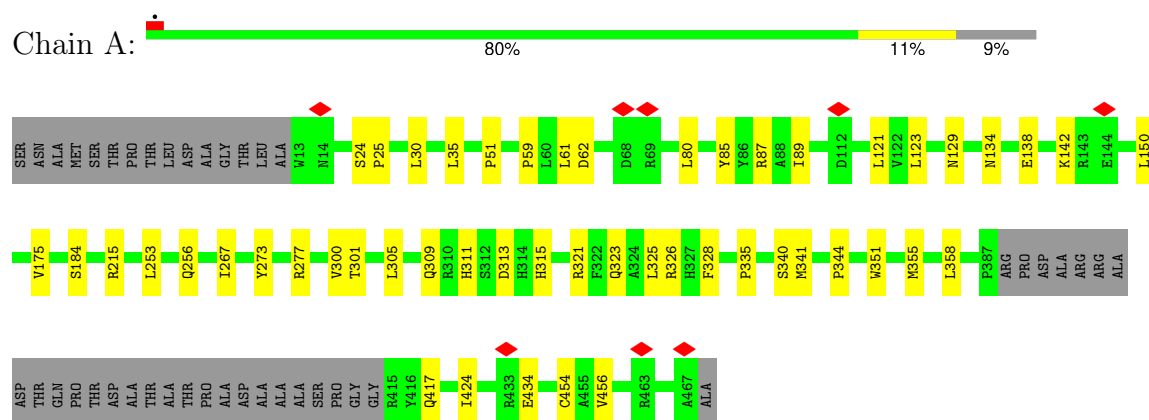 Chain A:
80% 11% 9%
SER ASN ALA MET SER THR PRO THR LEU ASP ALA GLY THR LEU ALA W13 N14 S24 P25 L30 L35 P51 P59 L60 L61 D62 D68 R69 L80 Y85 Y86 R87 A88 I89 D112 L121 V122 L123 N129 N134 E138 K142 R143 E144 L150
V175 S184 R215 L253 Q256 I267 Y273 R277 V300 T301 L305 Q309 R310 H311 S312 D313 H314 H315 R321 F322 Q323 A324 L325 R326 H327 F328 P335 S340 M341 P344 W351 M355 L358 P387 ARG PRO ASP ALA ARG ARG ALA
ASP THR GLN PRO THR ASP ALA THR ALA THR PRO ALA ASP ALA ALA ALA ALA SER PRO GLY GLY R415 Y416 Q417 I424 R433 E434 C454 A455 V456 R463 A467 ALA